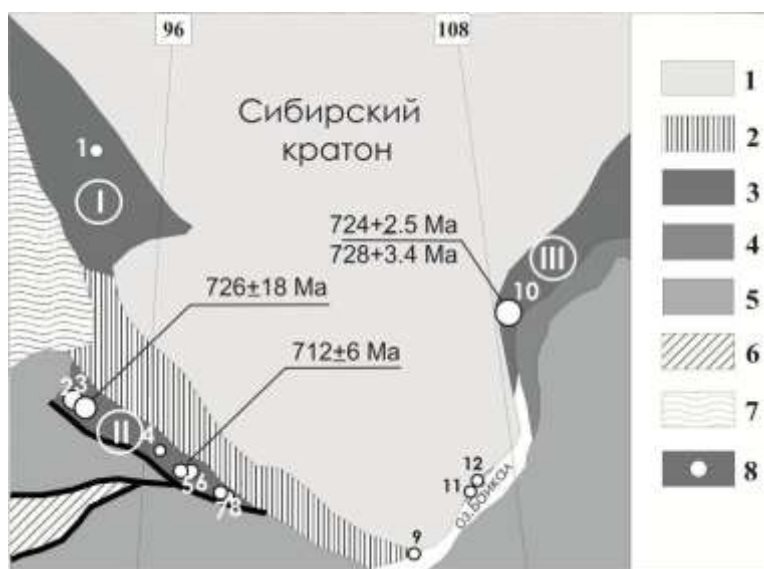 96
108
Сибирский
кратон
1
I
724+2.5 Ma
728+3.4 Ma
III
10
726±18 Ma
712±6 Ma
23
II
4
56
78
9
12
11
оз. Байкал
1
2
3
4
5
6
7
8